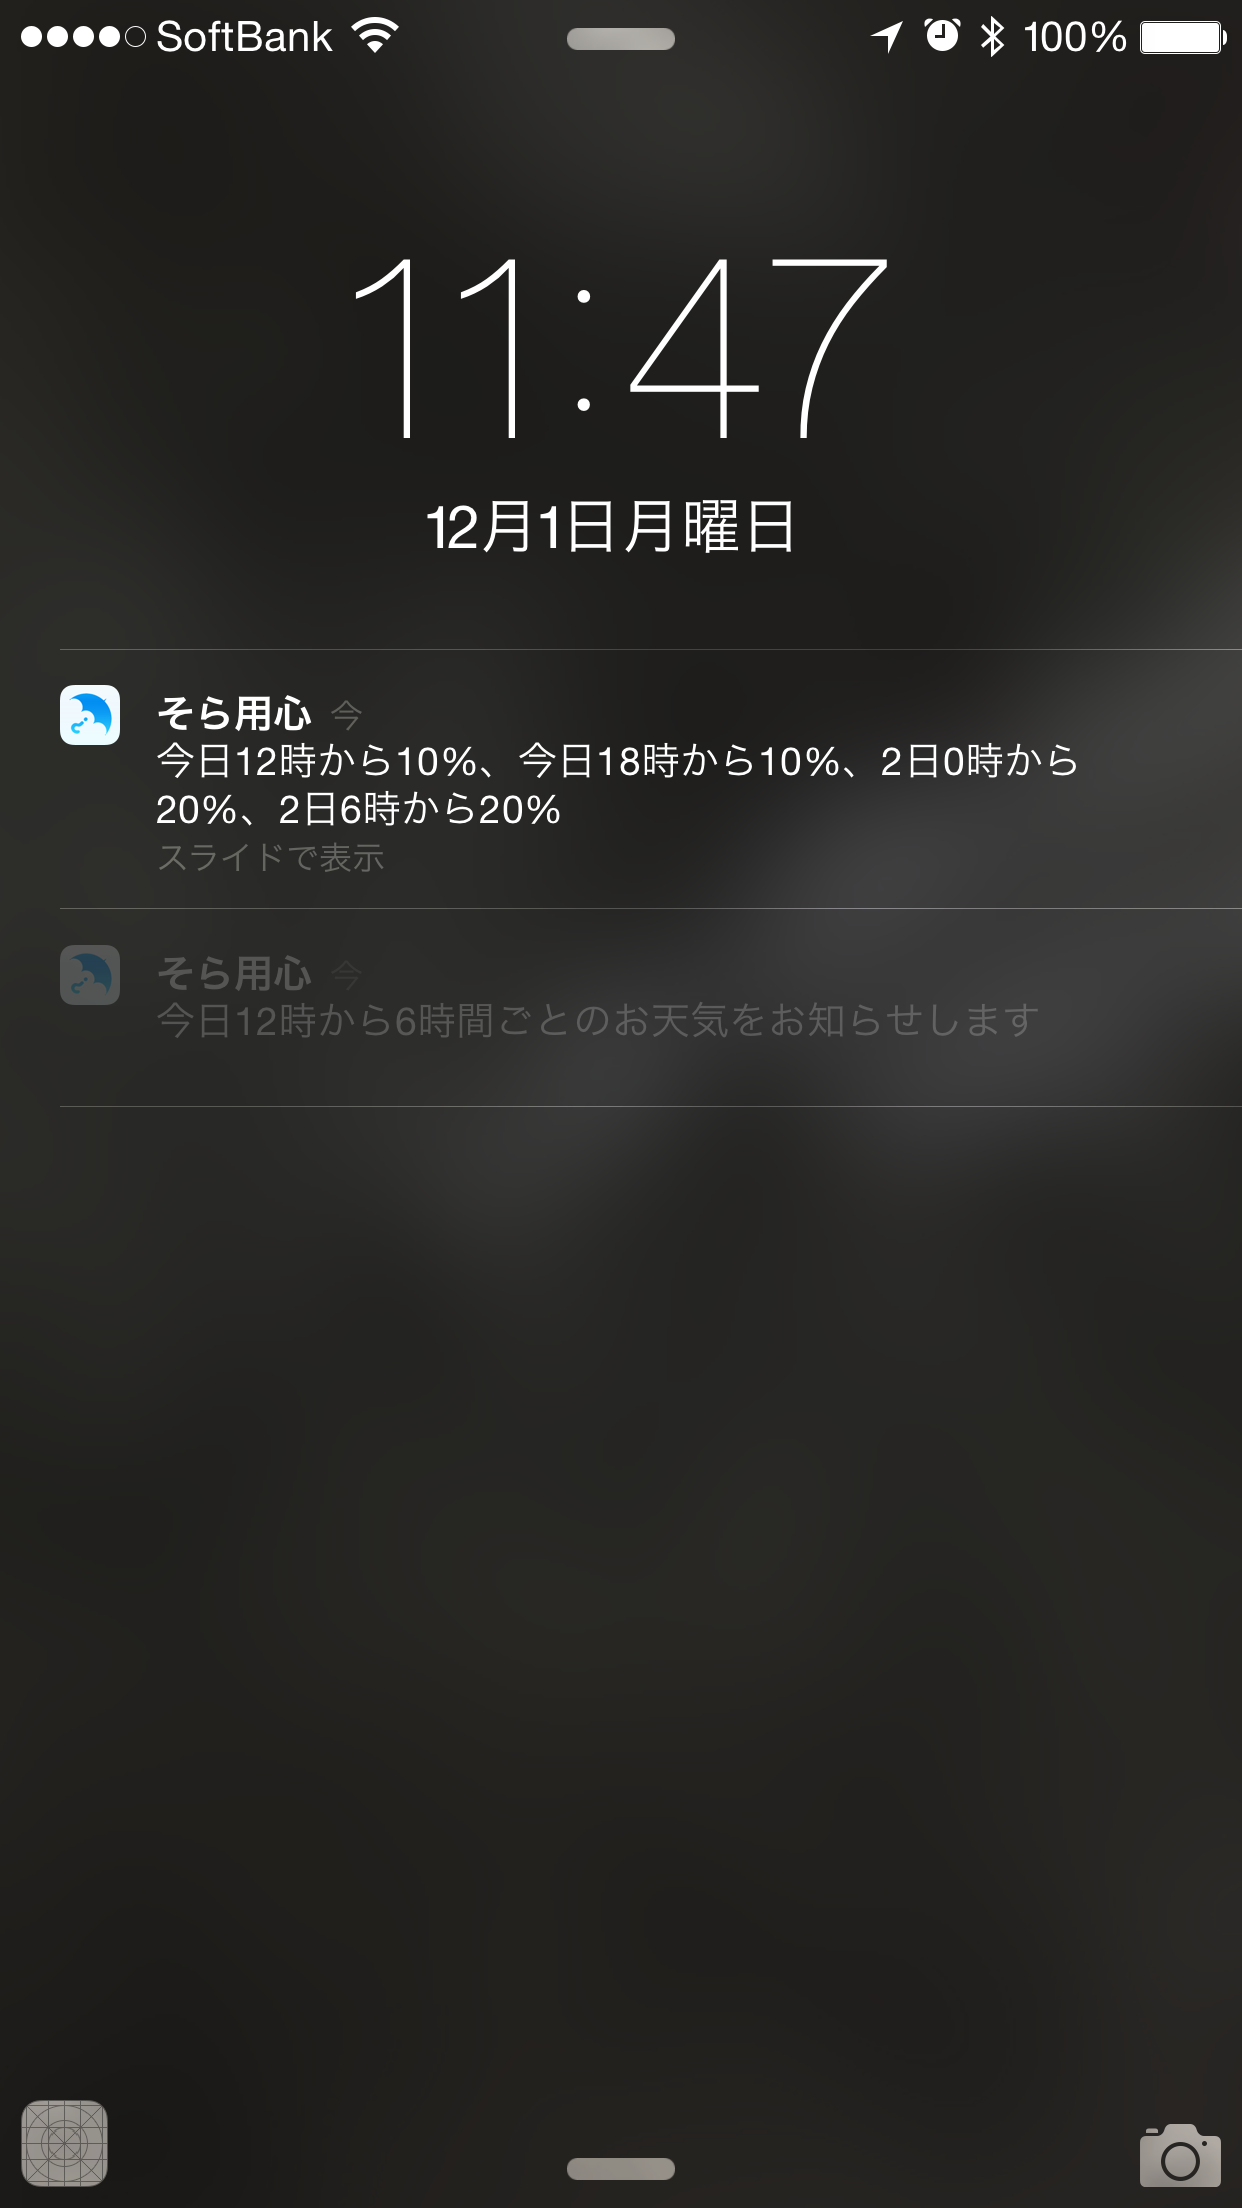 SoftBank 100%
11:47
12月1日月曜日
そら用心 今
今日12時から10%、今日18時から10%、2日0時から
20%、2日6時から20%
スライドで表示
そら用心 今
今日12時から6時間ごとのお天気をお知らせします